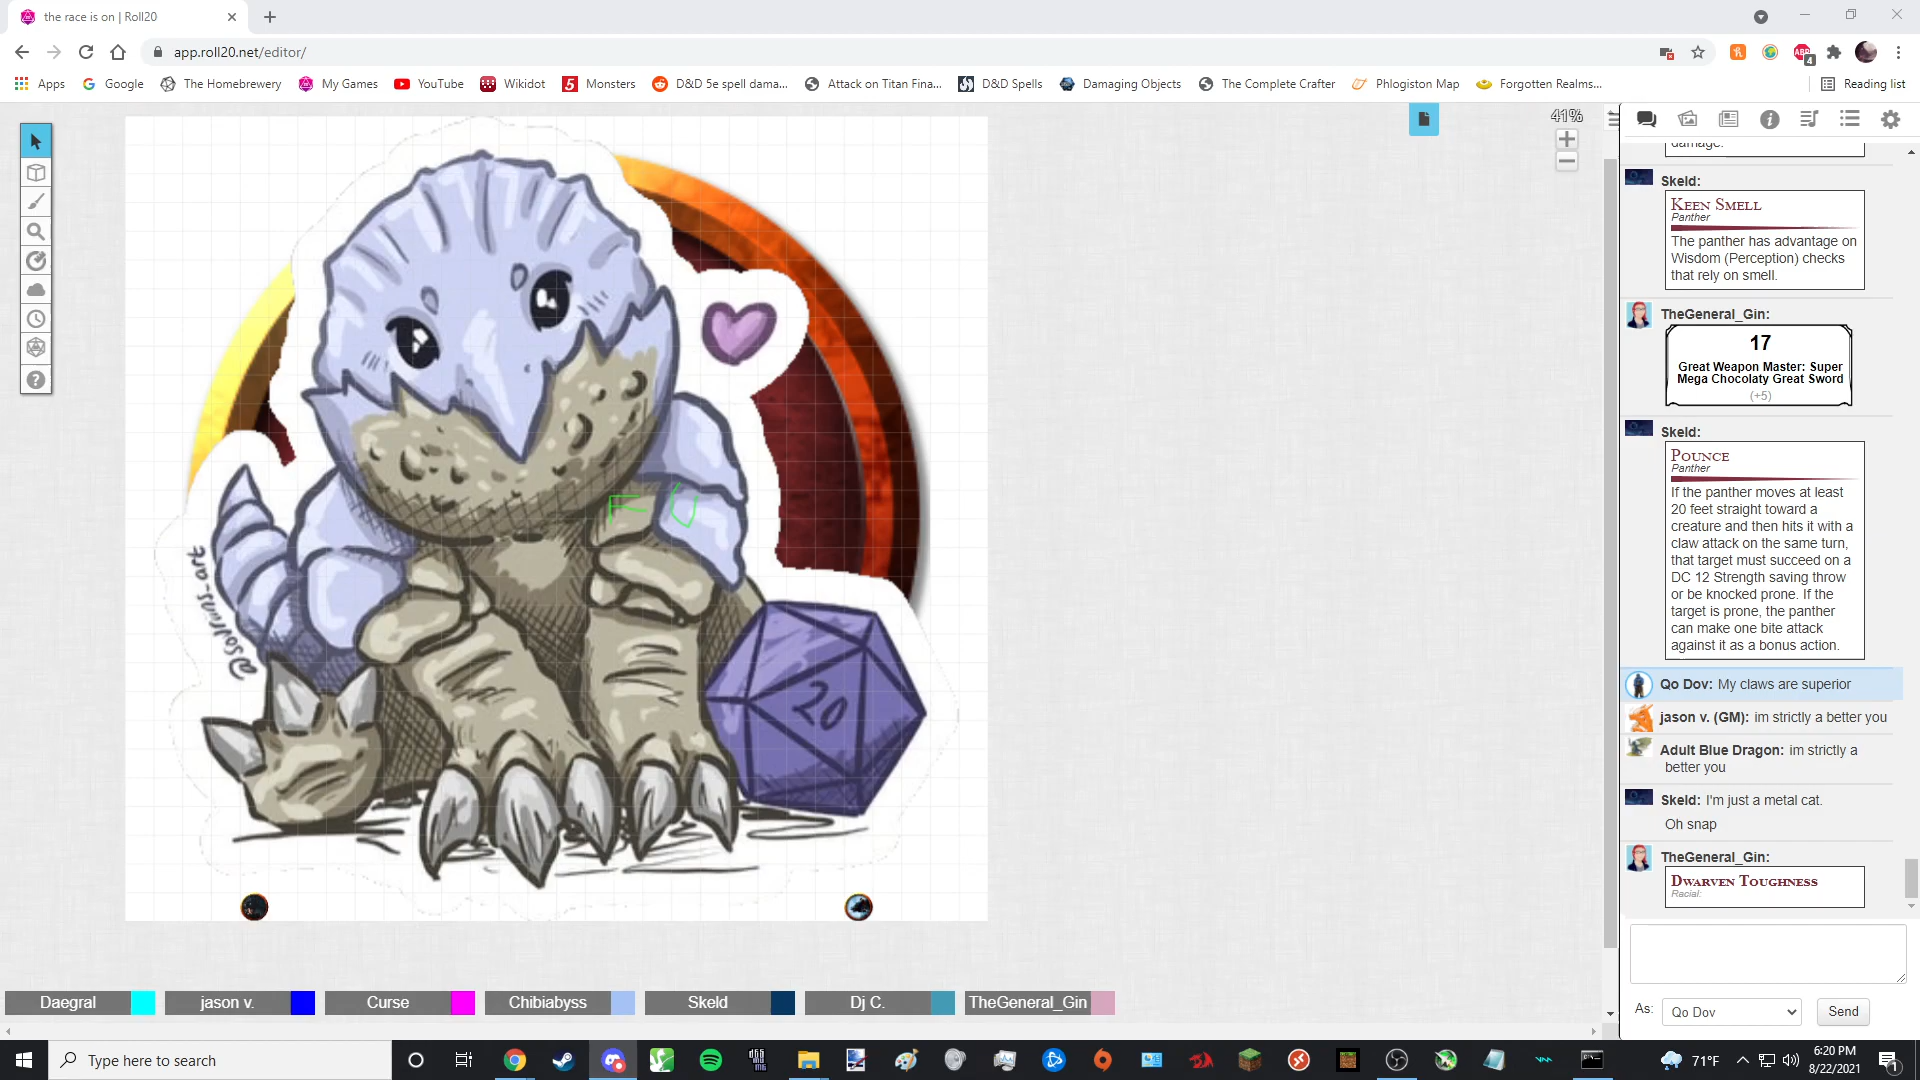 the race is on | Roll20
app.roll20.net/editor/
Apps
Google
The Homebrewery
My Games
YouTube
Wikidot
Monsters
D&D 5e spell dama...
Attack on Titan Fina...
D&D Spells
Damaging Objects
The Complete Crafter
Phlogiston Map
Forgotten Realms...
Reading list
41%
damage.
Skeld:
KEEN SMELL
Panther
The panther has advantage on
Wisdom (Perception) checks
that rely on smell.
TheGeneral_Gin:
17
Great Weapon Master: Super
Mega Chocolaty Great Sword
(+5)
Skeld:
POUNCE
Panther
If the panther moves at least
20 feet straight toward a
creature and then hits it with a
claw attack on the same turn,
that target must succeed on a
DC 12 Strength saving throw
or be knocked prone. If the
target is prone, the panther
can make one bite attack
against it as a bonus action.
Qo Dov: My claws are superior
jason v. (GM): im strictly a better you
Adult Blue Dragon: im strictly a
better you
Skeld: I'm just a metal cat.
Oh snap
TheGeneral_Gin:
DWARVEN TOUGHNESS
Racial:
As: Qo Dov
Send
F U
20
Daegral
jason v.
Curse
Chibiabyss
Skeld
Dj C.
TheGeneral_Gin
Type here to search
71°F
6:20 PM
8/22/2021